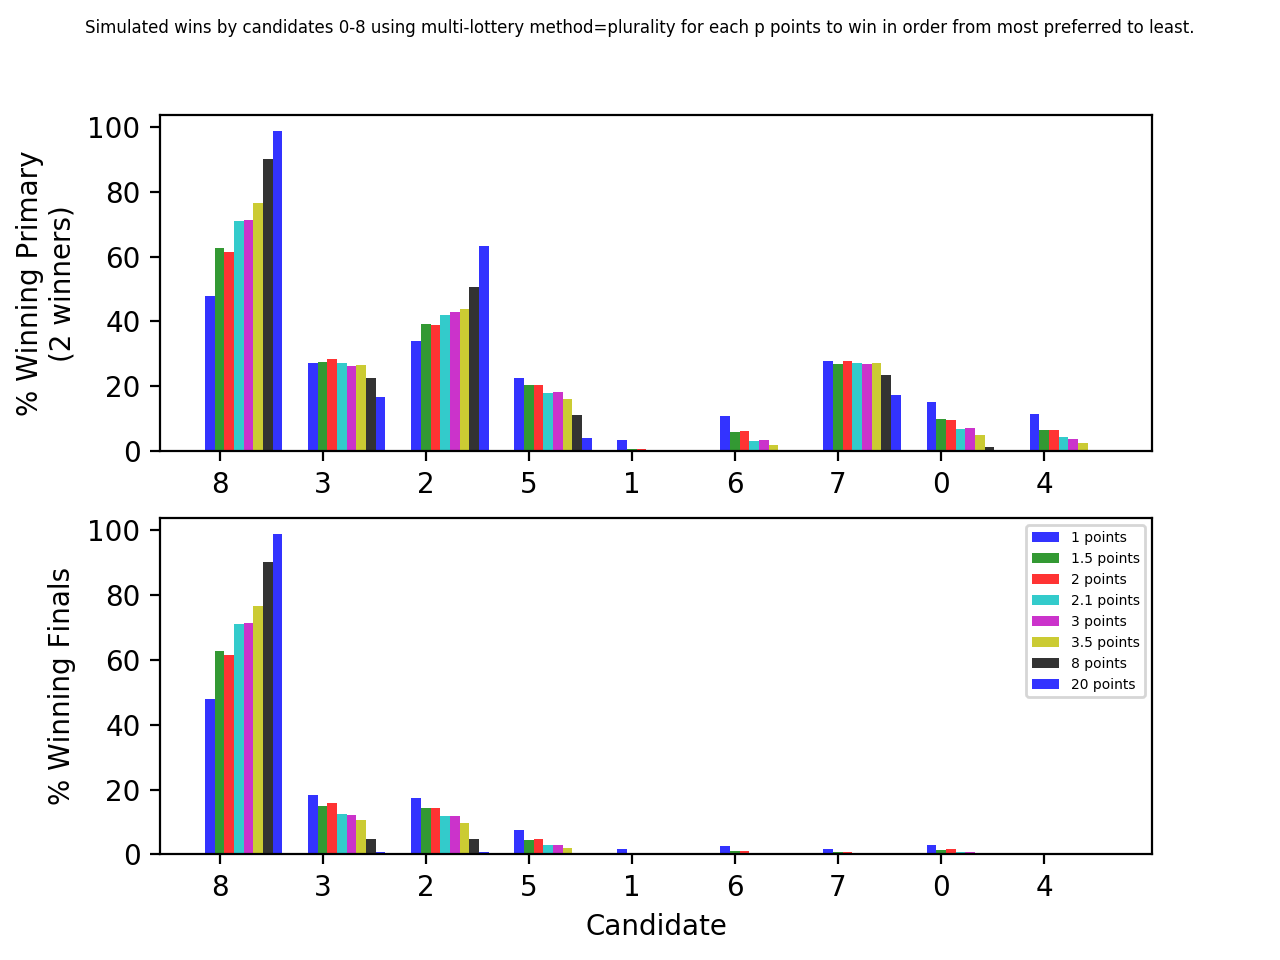 Simulated wins by candidates 0-8 using multi-lottery method=plurality for each p points to win in order from most preferred to least.
% Winning Primary
(2 winners)
100
80
60
40
20
0
8 3 2 5 1 6 7 0 4
% Winning Finals
100
80
60
40
20
0
1 points
1.5 points
2 points
2.1 points
3 points
3.5 points
8 points
20 points
8 3 2 5 1 6 7 0 4
Candidate